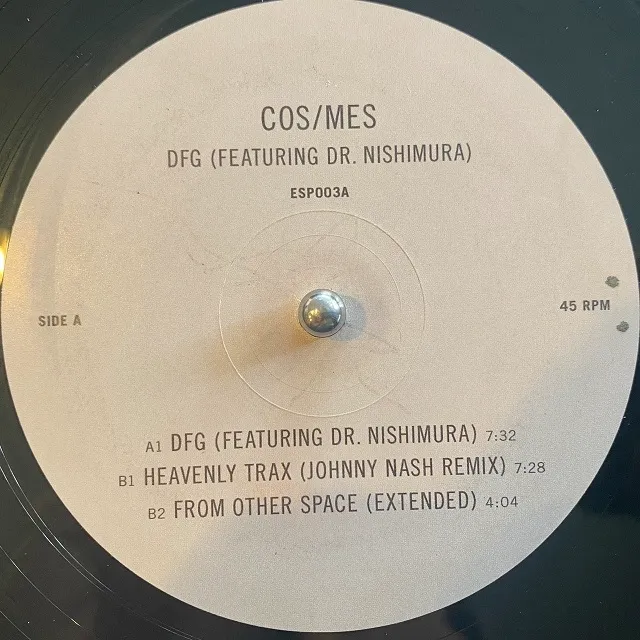 COS/MES
DFG (FEATURING DR. NISHIMURA)
ESP003A
SIDE A
45 RPM
A1 DFG (FEATURING DR. NISHIMURA) 7:32
B1 HEAVENLY TRAX (JOHNNY NASH REMIX) 7:28
B2 FROM OTHER SPACE (EXTENDED) 4:04